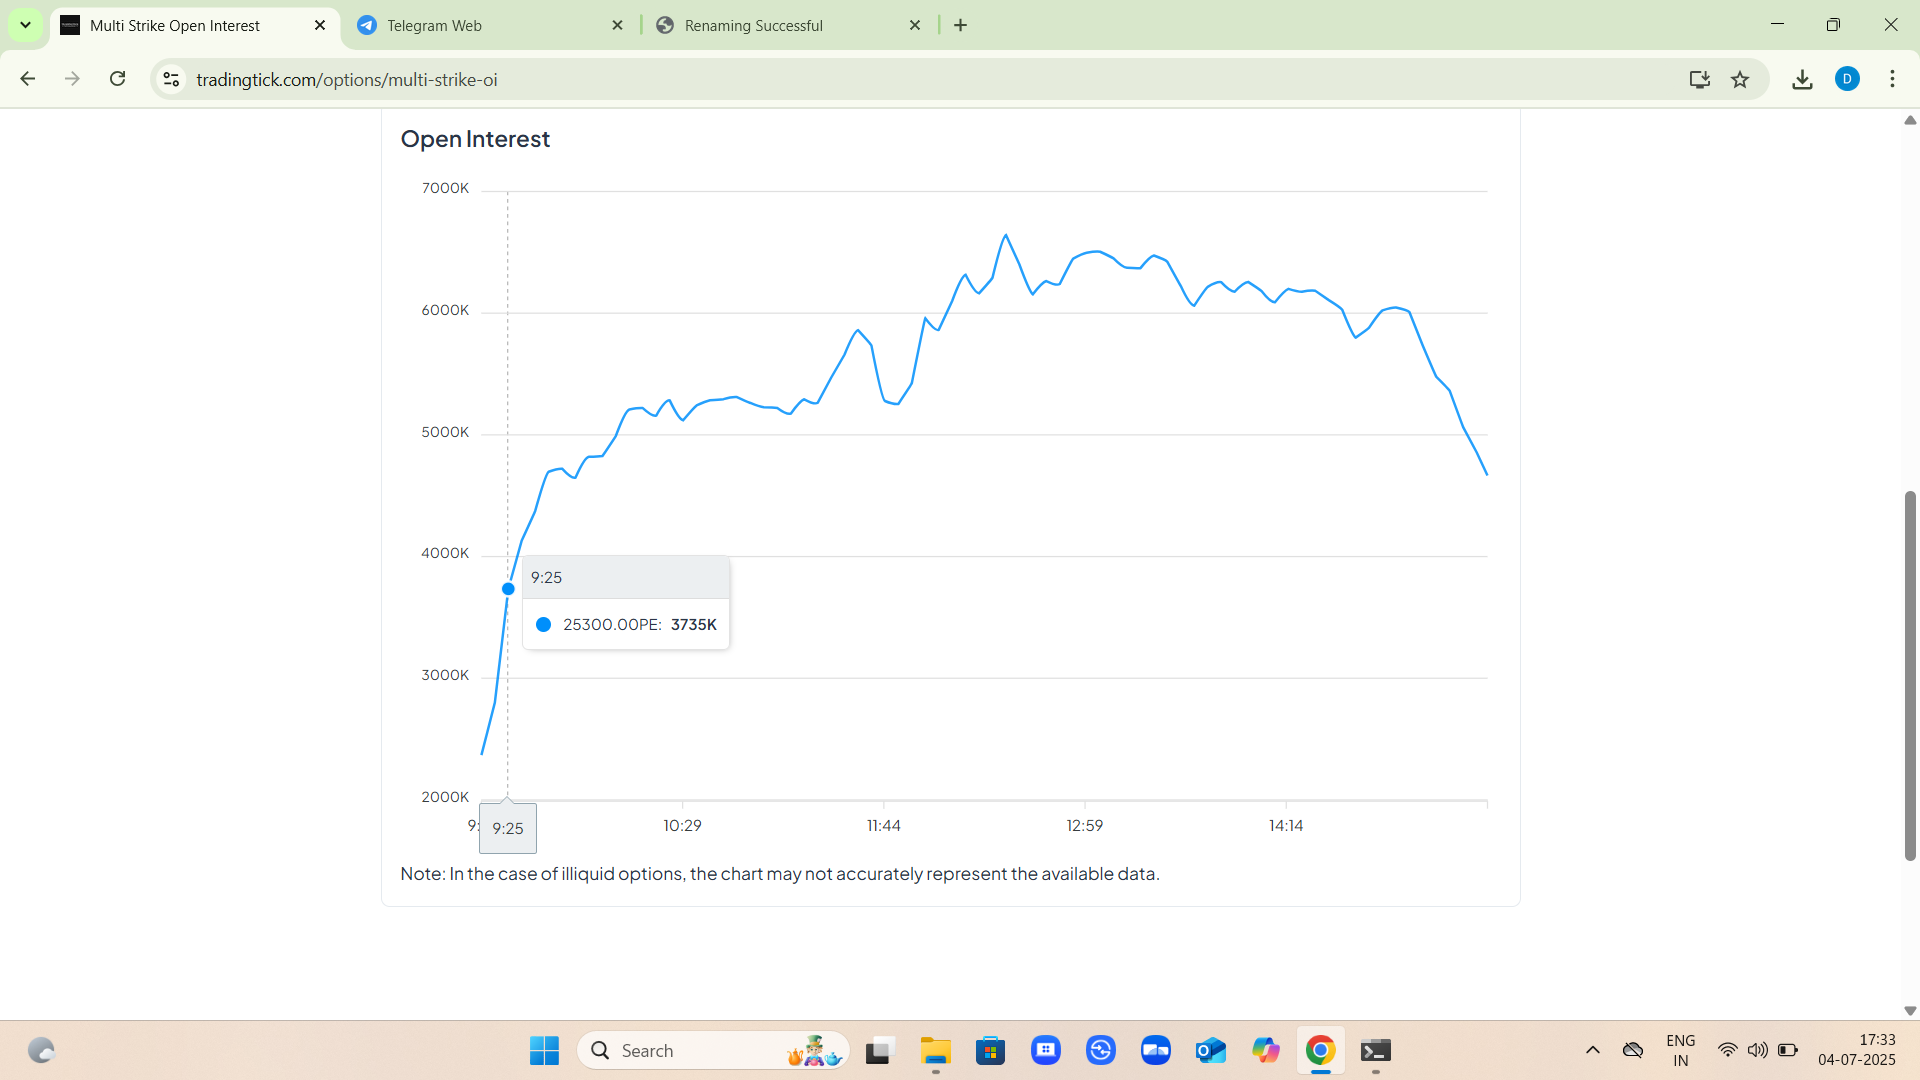 Multi Strike Open Interest
Telegram Web
Renaming Successful
tradingtick.com/options/multi-strike-oi
D
Open Interest
7000K
6000K
5000K
4000K
3000K
2000K
9:25
25300.00PE: 3735K
9:
9:25
10:29
11:44
12:59
14:14
Note: In the case of illiquid options, the chart may not accurately represent the available data.
Search
ENG
IN
17:33
04-07-2025